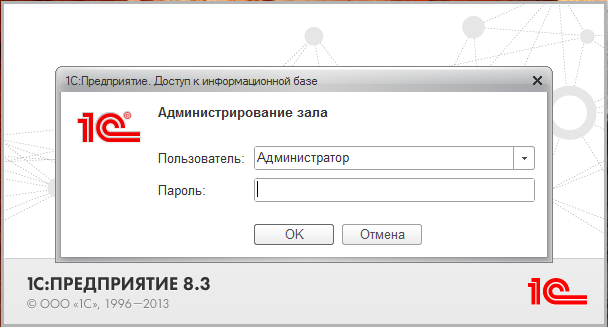 1С:Предприятие. Доступ к информационной базе
1С®
Администрирование зала
Пользователь: Администратор
Пароль:
OK Отмена
1С:ПРЕДПРИЯТИЕ 8.3
© ООО «1С», 1996—2013
1С